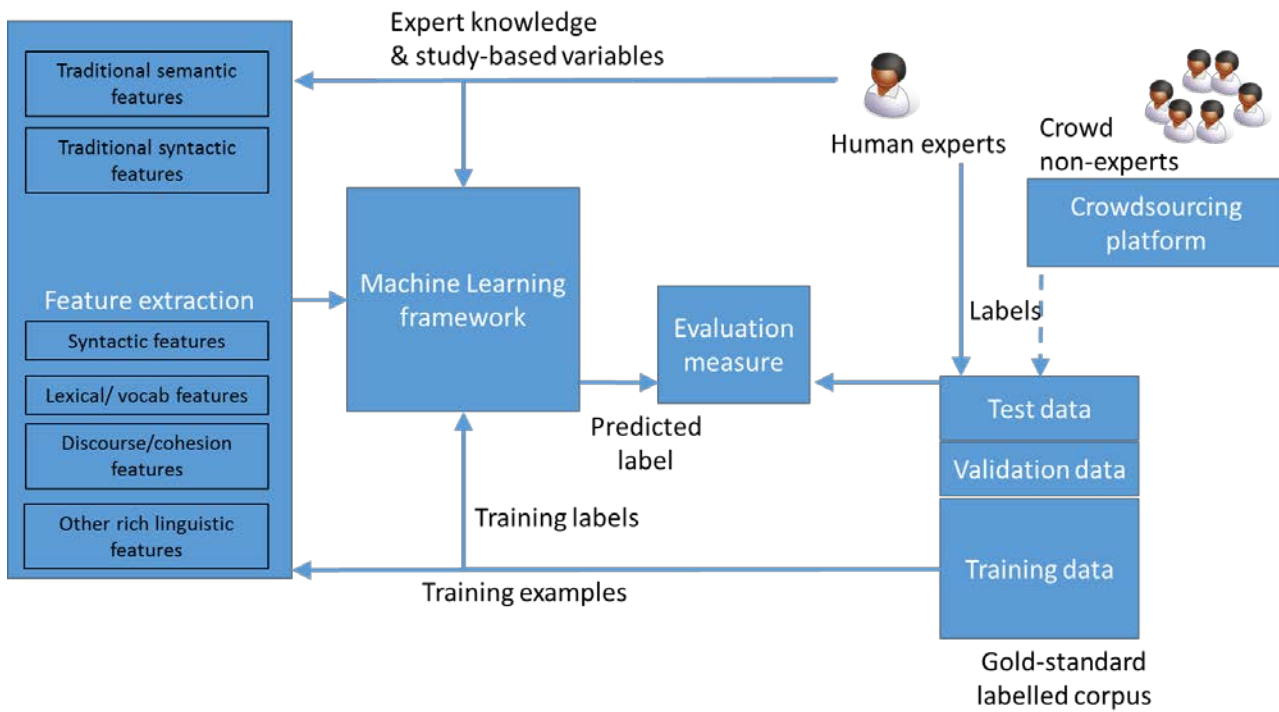 Expert knowledge
& study-based variables
Traditional semantic
features
Traditional syntactic
features
Feature extraction
Syntactic features
Lexical/ vocab features
Discourse/cohesion
features
Other rich linguistic
features
Machine Learning
framework
Evaluation
measure
Predicted
label
Training labels
Training examples
Human experts
Crowd
non-experts
Crowdsourcing
platform
Labels
Test data
Validation data
Training data
Gold-standard
labelled corpus